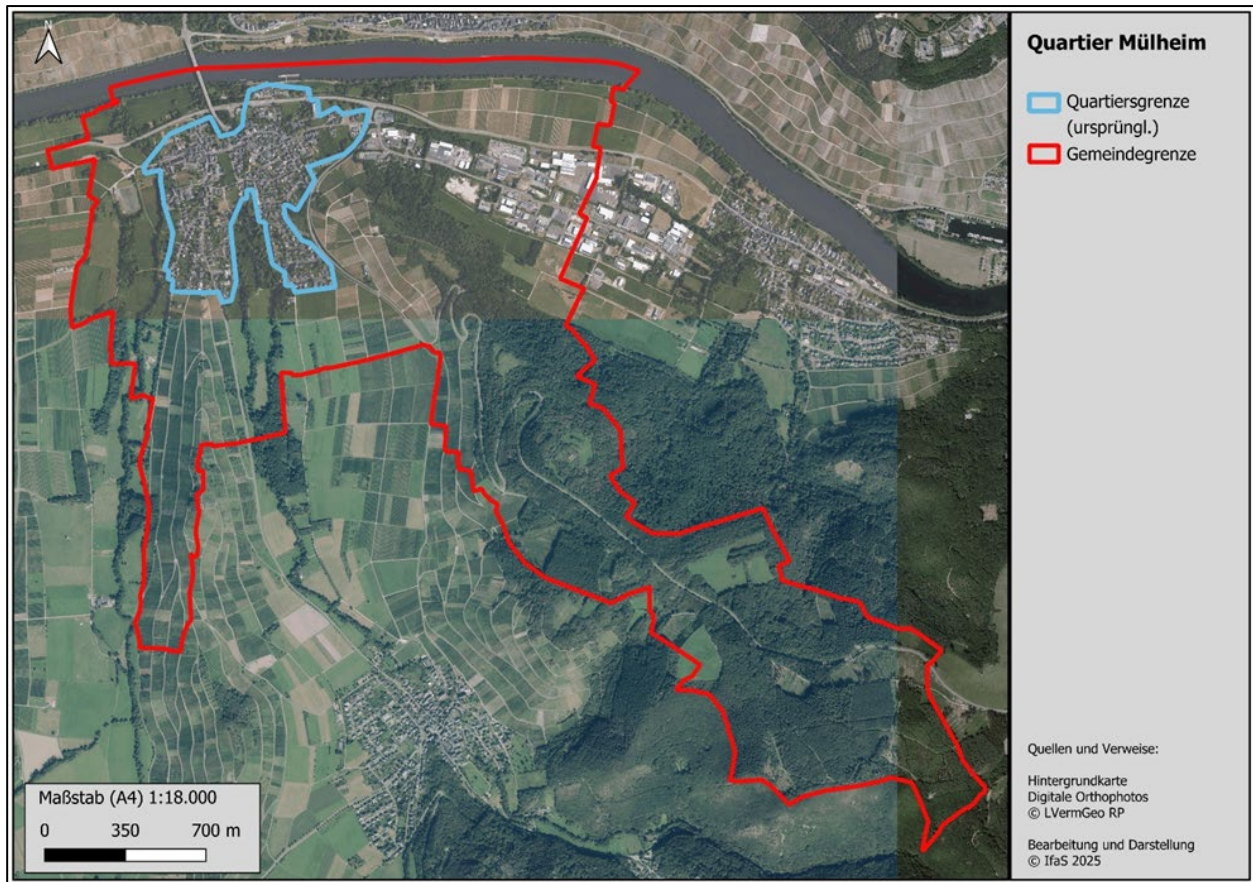 N
Quartier Mülheim
Quartiersgrenze
(ursprüngl.)
Gemeindegrenze
Quellen und Verweise:
Hintergrundkarte
Digitale Orthophotos
© LVermGeo RP
Bearbeitung und Darstellung
© IfaS 2025
Maßstab (A4) 1:18.000
0 350 700 m